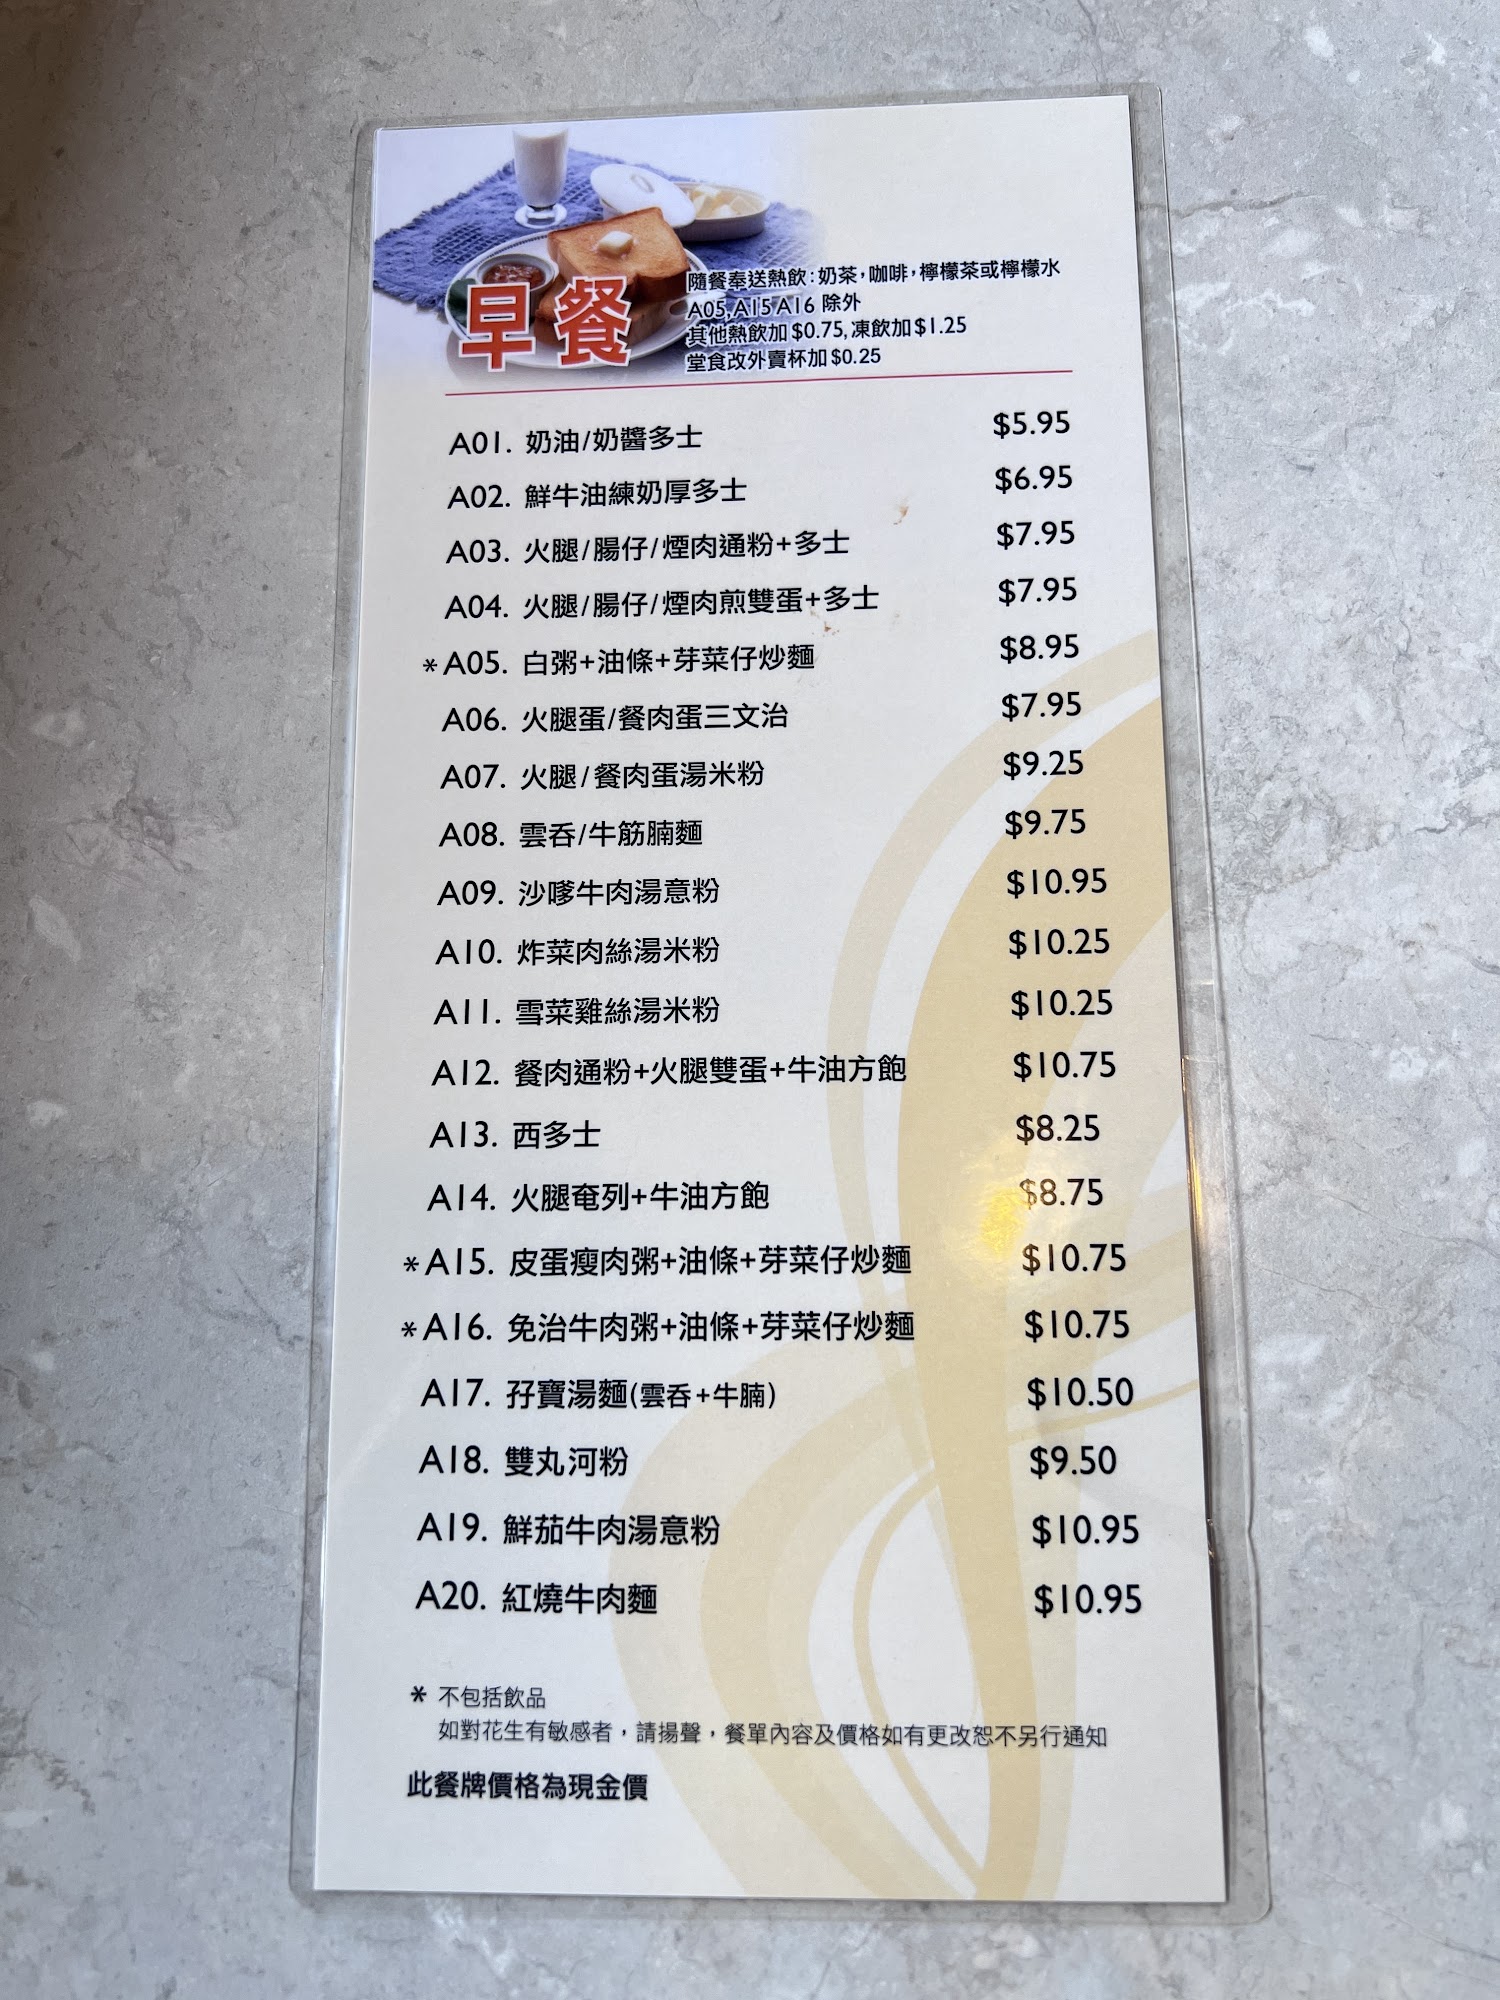 早餐
隨餐奉送熱飲:奶茶,咖啡,檸檬茶或檸檬水
A05,A15 A16 除外
其他熱飲加$0.75,凍飲加$1.25
堂食改外賣杯加$0.25
A01. 奶油/奶醬多士 $5.95
A02. 鮮牛油練奶厚多士 $6.95
A03. 火腿/腸仔/煙肉通粉+多士 $7.95
A04. 火腿/腸仔/煙肉煎雙蛋+多士 $7.95
*A05. 白粥+油條+芽菜仔炒麵 $8.95
A06. 火腿蛋/餐肉蛋三文治 $7.95
A07. 火腿/餐肉蛋湯米粉 $9.25
A08. 雲吞/牛筋腩麵 $9.75
A09. 沙嗲牛肉湯意粉 $10.95
A10. 炸菜肉絲湯米粉 $10.25
A11. 雪菜雞絲湯米粉 $10.25
A12. 餐肉通粉+火腿雙蛋+牛油方飽 $10.75
A13. 西多士 $8.25
A14. 火腿奄列+牛油方飽 $8.75
*A15. 皮蛋瘦肉粥+油條+芽菜仔炒麵 $10.75
*A16. 免治牛肉粥+油條+芽菜仔炒麵 $10.75
A17. 孖寶湯麵(雲呑+牛腩) $10.50
A18. 雙丸河粉 $9.50
A19. 鮮茄牛肉湯意粉 $10.95
A20. 紅燒牛肉麵 $10.95
* 不包括飲品
如對花生有敏感者，請揚聲，餐單內容及價格如有更改恕不另行通知
此餐牌價格為現金價